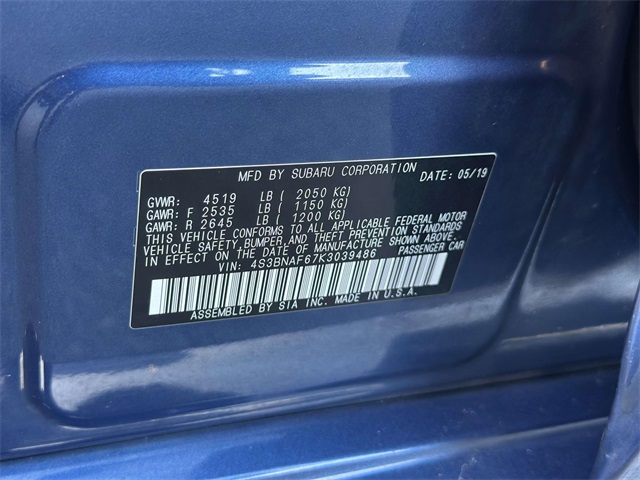 MFD BY SUBARU CORPORATION DATE: 05/19
GVWR: 4519 LB ( 2050 KG)
GAWR: F 2535 LB ( 1150 KG)
GAWR: R 2645 LB ( 1200 KG)
THIS VEHICLE CONFORMS TO ALL APPLICABLE FEDERAL MOTOR
VEHICLE SAFETY, BUMPER, AND THEFT PREVENTION STANDARDS
IN EFFECT ON THE DATE OF MANUFACTURE SHOWN ABOVE.
VIN: 4S3BNAF67K3039486 PASSENGER CAR
ASSEMBLED BY SIA INC. MADE IN U.S.A.